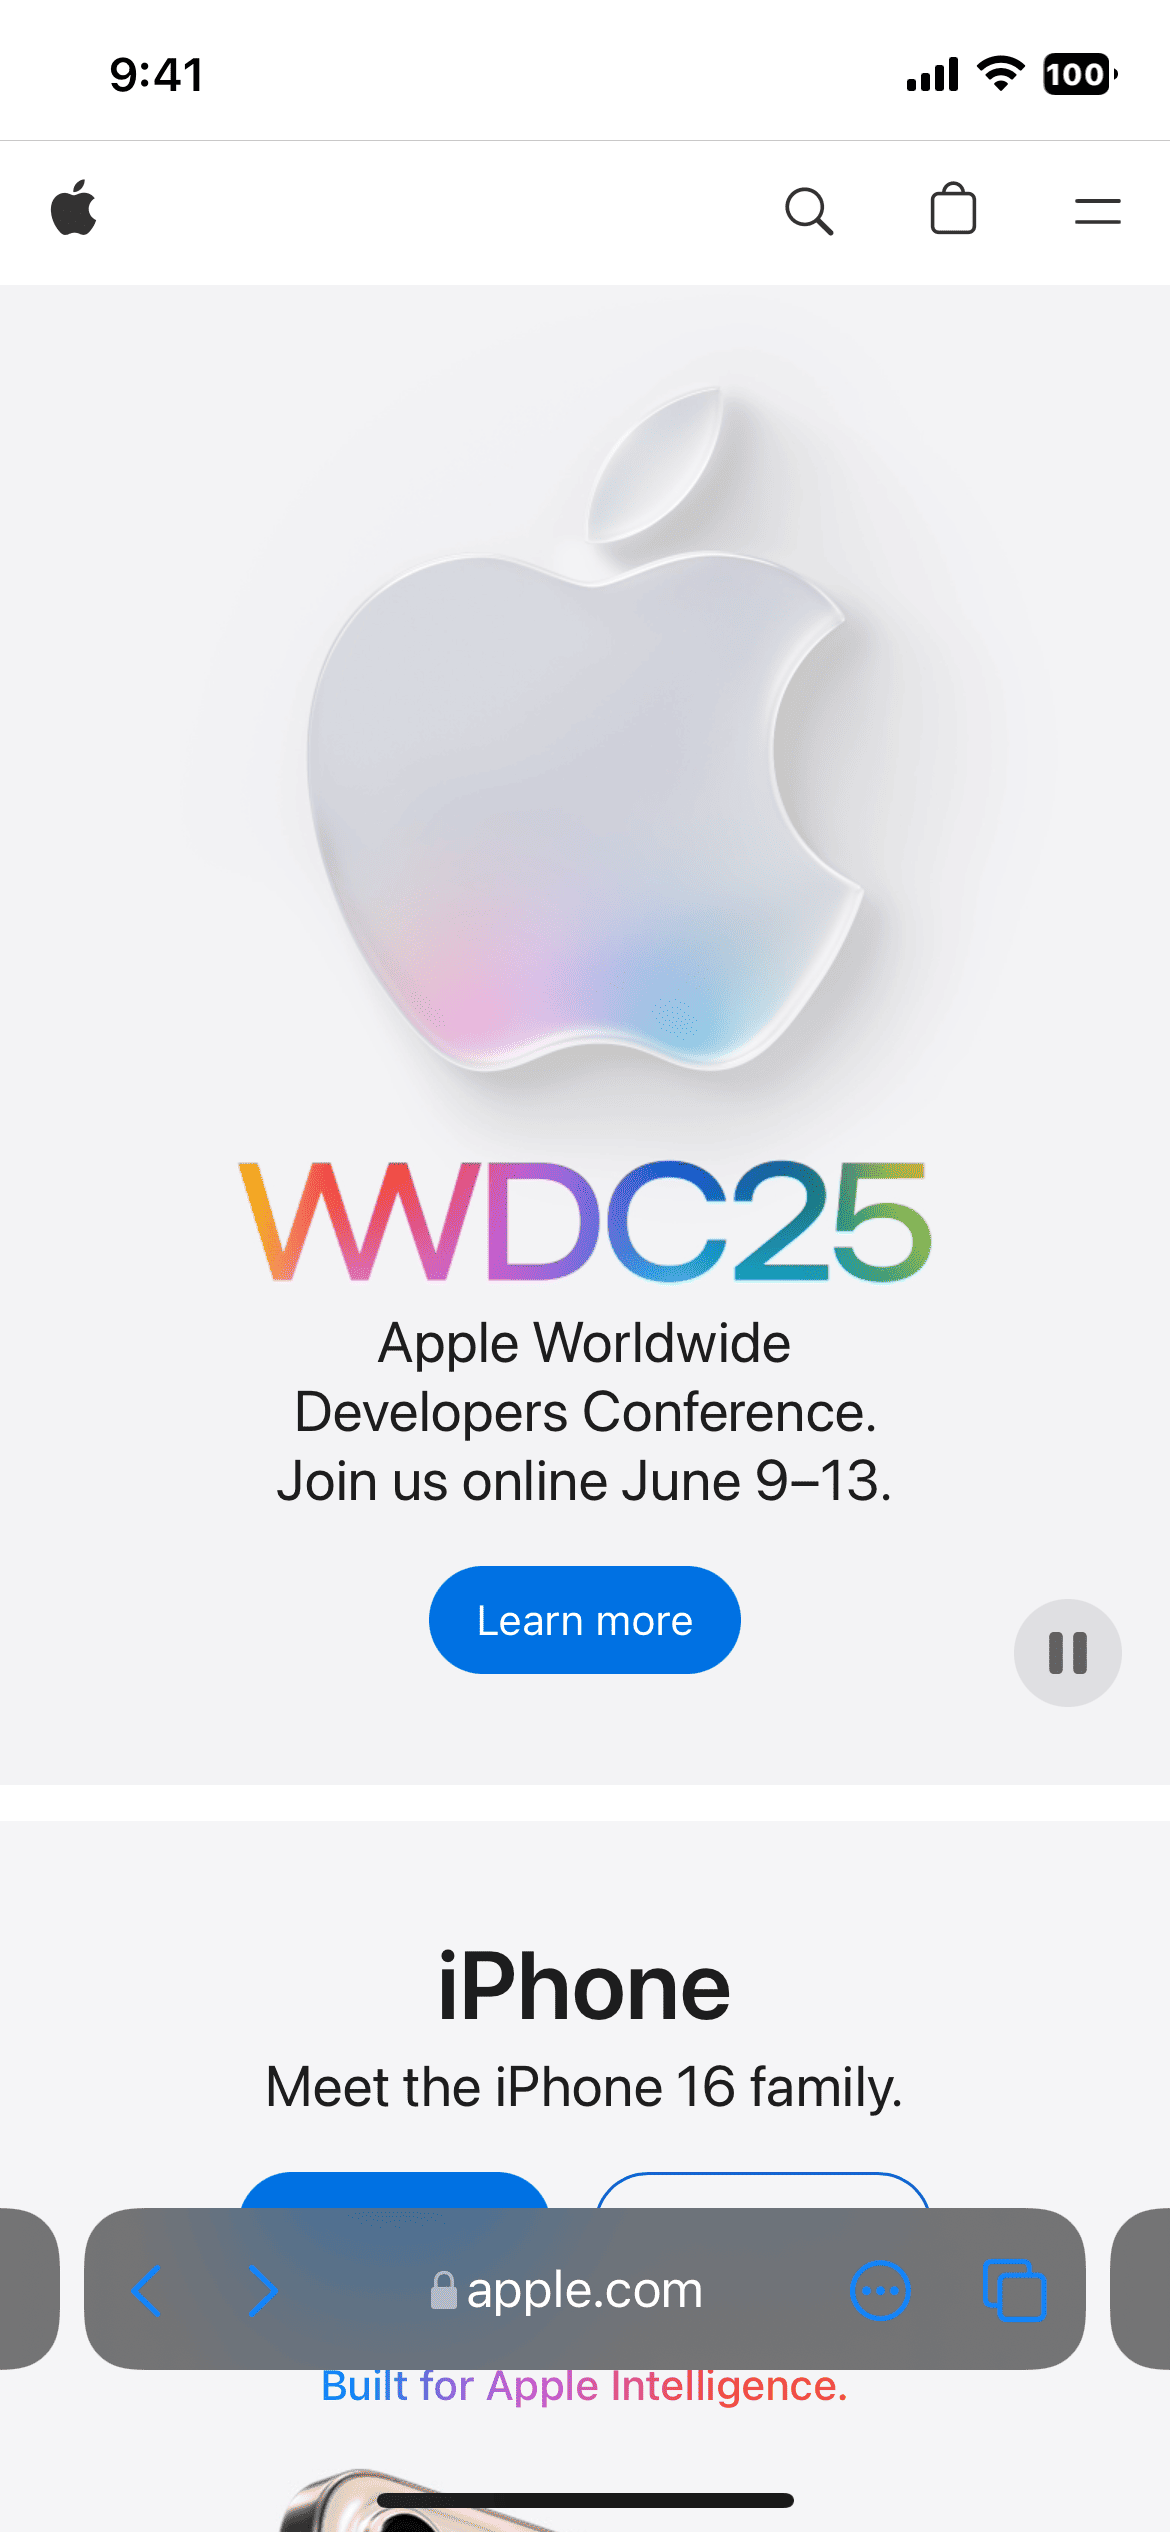 9:41
100
WWDC25
Apple Worldwide
Developers Conference.
Join us online June 9–13.
Learn more
iPhone
Meet the iPhone 16 family.
apple.com
Built for Apple Intelligence.